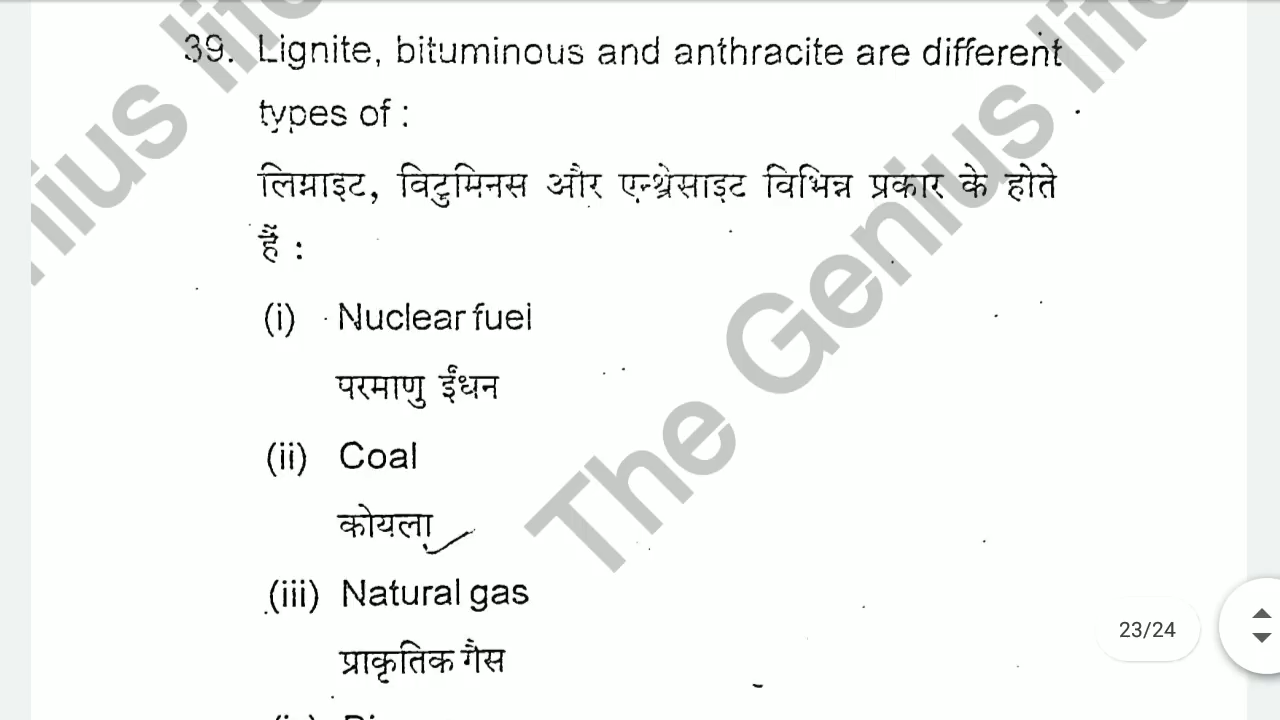 39. Lignite, bituminous and anthracite are different
types of :
लिग्नाइट, विटुमिनस और एन्थ्रेसाइट विभिन्न प्रकार के होते
हैं :
(i) Nuclear fuel
परमाणु ईंधन
(ii) Coal
कोयला
(iii) Natural gas
प्राकृतिक गैस
The Genius life
23/24